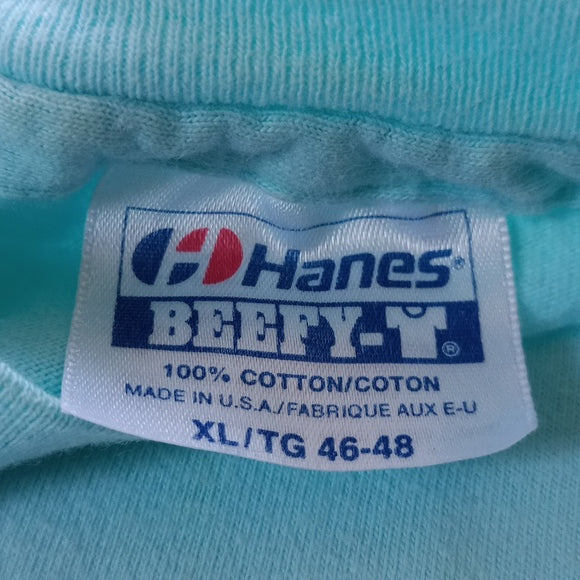 Hanes®
BEEFY-T®
100% COTTON/COTON
MADE IN U.S.A./FABRIQUE AUX E-U
XL/TG 46-48